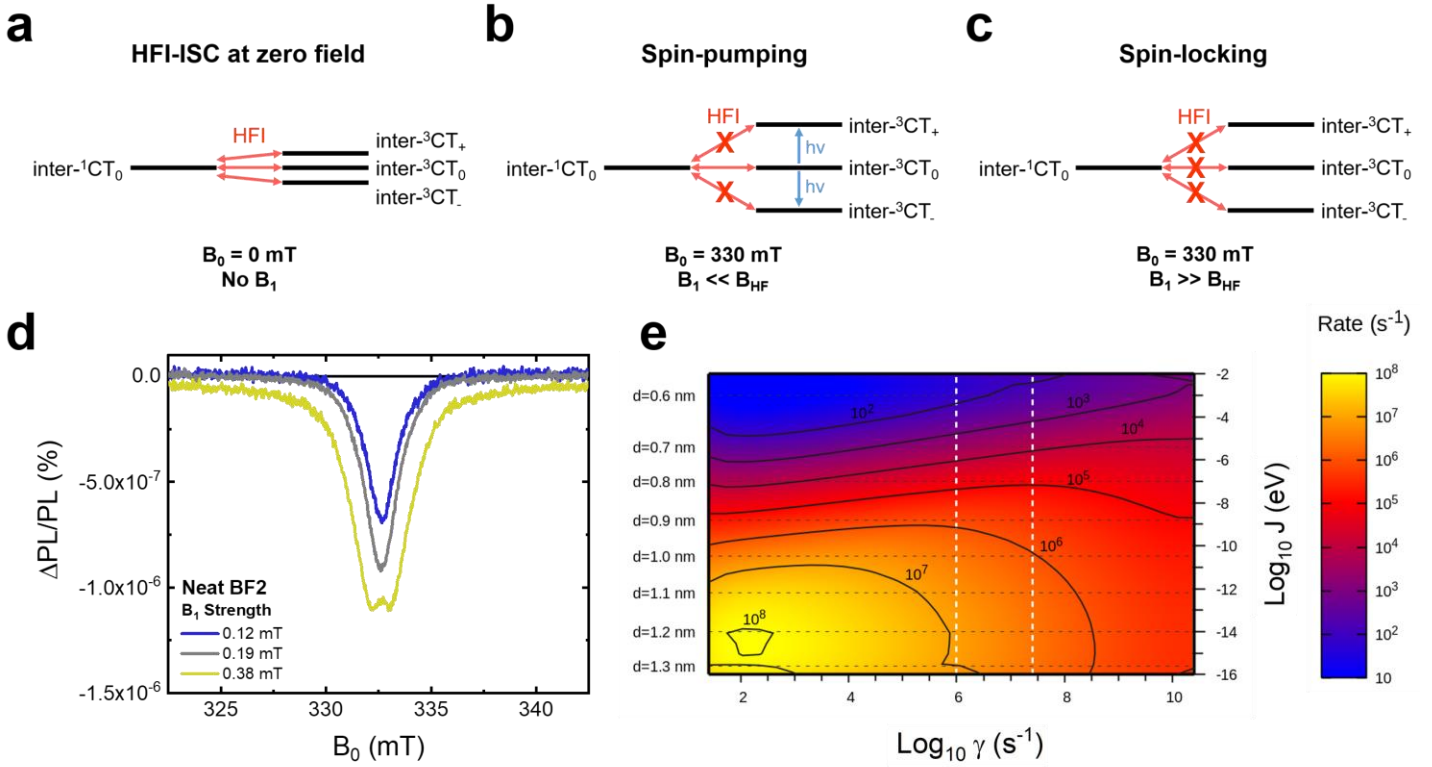 a
HFI-ISC at zero field
HFI
inter-¹CT₀
inter-³CT₊
inter-³CT₀
inter-³CT₋
B₀ = 0 mT
No B₁
b
Spin-pumping
HFI
X
X
hv
hv
inter-¹CT₀
inter-³CT₊
inter-³CT₀
inter-³CT₋
B₀ = 330 mT
B₁ << B_HF
c
Spin-locking
HFI
X
X
X
inter-¹CT₀
inter-³CT₊
inter-³CT₀
inter-³CT₋
B₀ = 330 mT
B₁ >> B_HF
d
ΔPL/PL (%)
0.0
-5.0x10⁻⁷
-1.0x10⁻⁶
-1.5x10⁻⁶
Neat BF2
B₁ Strength
0.12 mT
0.19 mT
0.38 mT
325
330
335
340
B₀ (mT)
e
d=0.6 nm
d=0.7 nm
d=0.8 nm
d=0.9 nm
d=1.0 nm
d=1.1 nm
d=1.2 nm
d=1.3 nm
10²
10³
10⁴
10⁵
10⁶
10⁷
10⁸
2
4
6
8
10
Log₁₀ γ (s⁻¹)
-2
-4
-6
-8
-10
-12
-14
-16
Log₁₀ J (eV)
Rate (s⁻¹)
10⁸
10⁷
10⁶
10⁵
10⁴
10³
10²
10